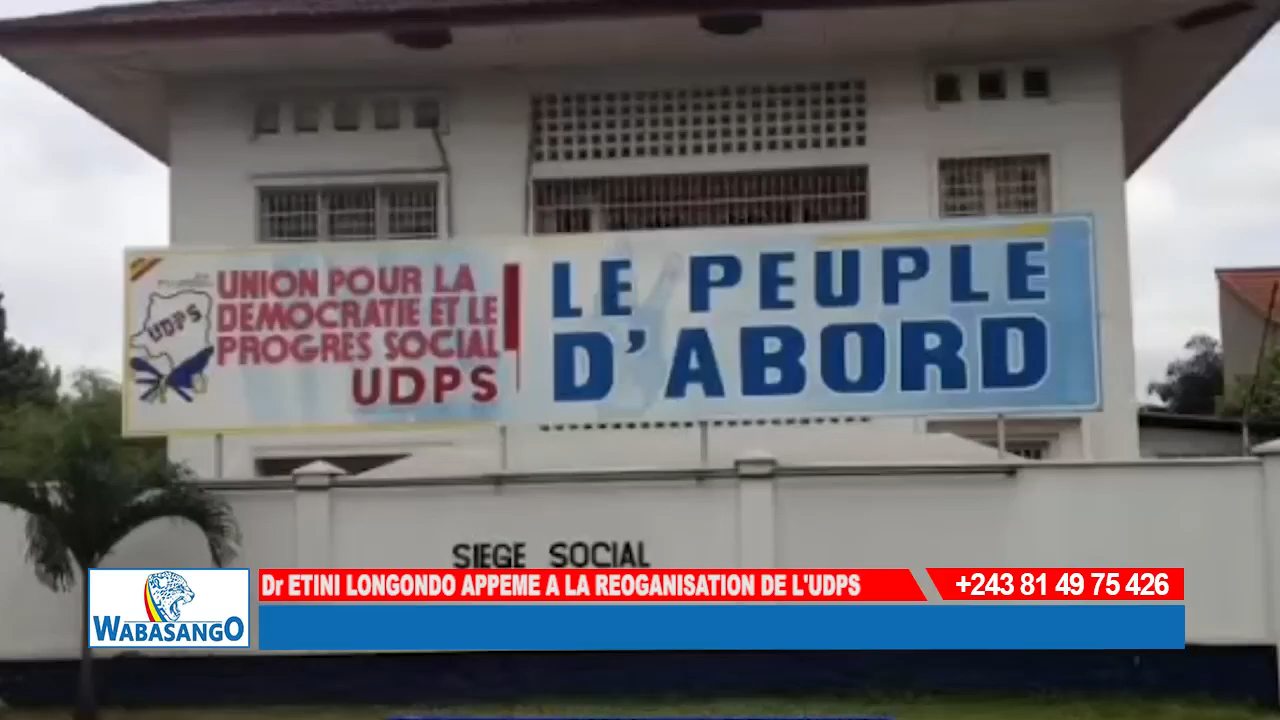 UNION POUR LA
DEMOCRATIE ET LE
PROGRES SOCIAL
UDPS
UDPS
LE PEUPLE
D'ABORD
SIEGE SOCIAL
WABASANGO
Dr ETINI LONGONDO APPEME A LA REOGANISATION DE L'UDPS
+243 81 49 75 426